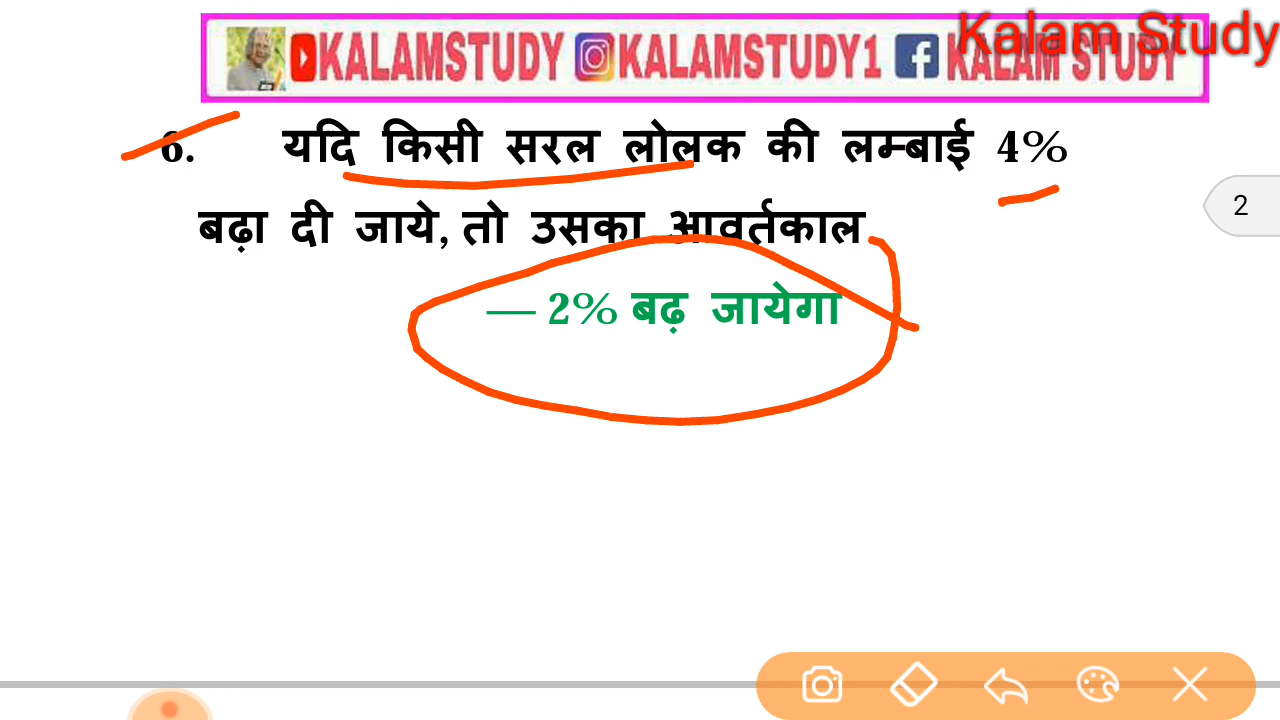 KALAMSTUDY KALAMSTUDY1 KALAM STUDY
Kalam Study
6. यदि किसी सरल लोलक की लम्बाई 4%
बढ़ा दी जाये, तो उसका आवर्तकाल
2
— 2% बढ़ जायेगा